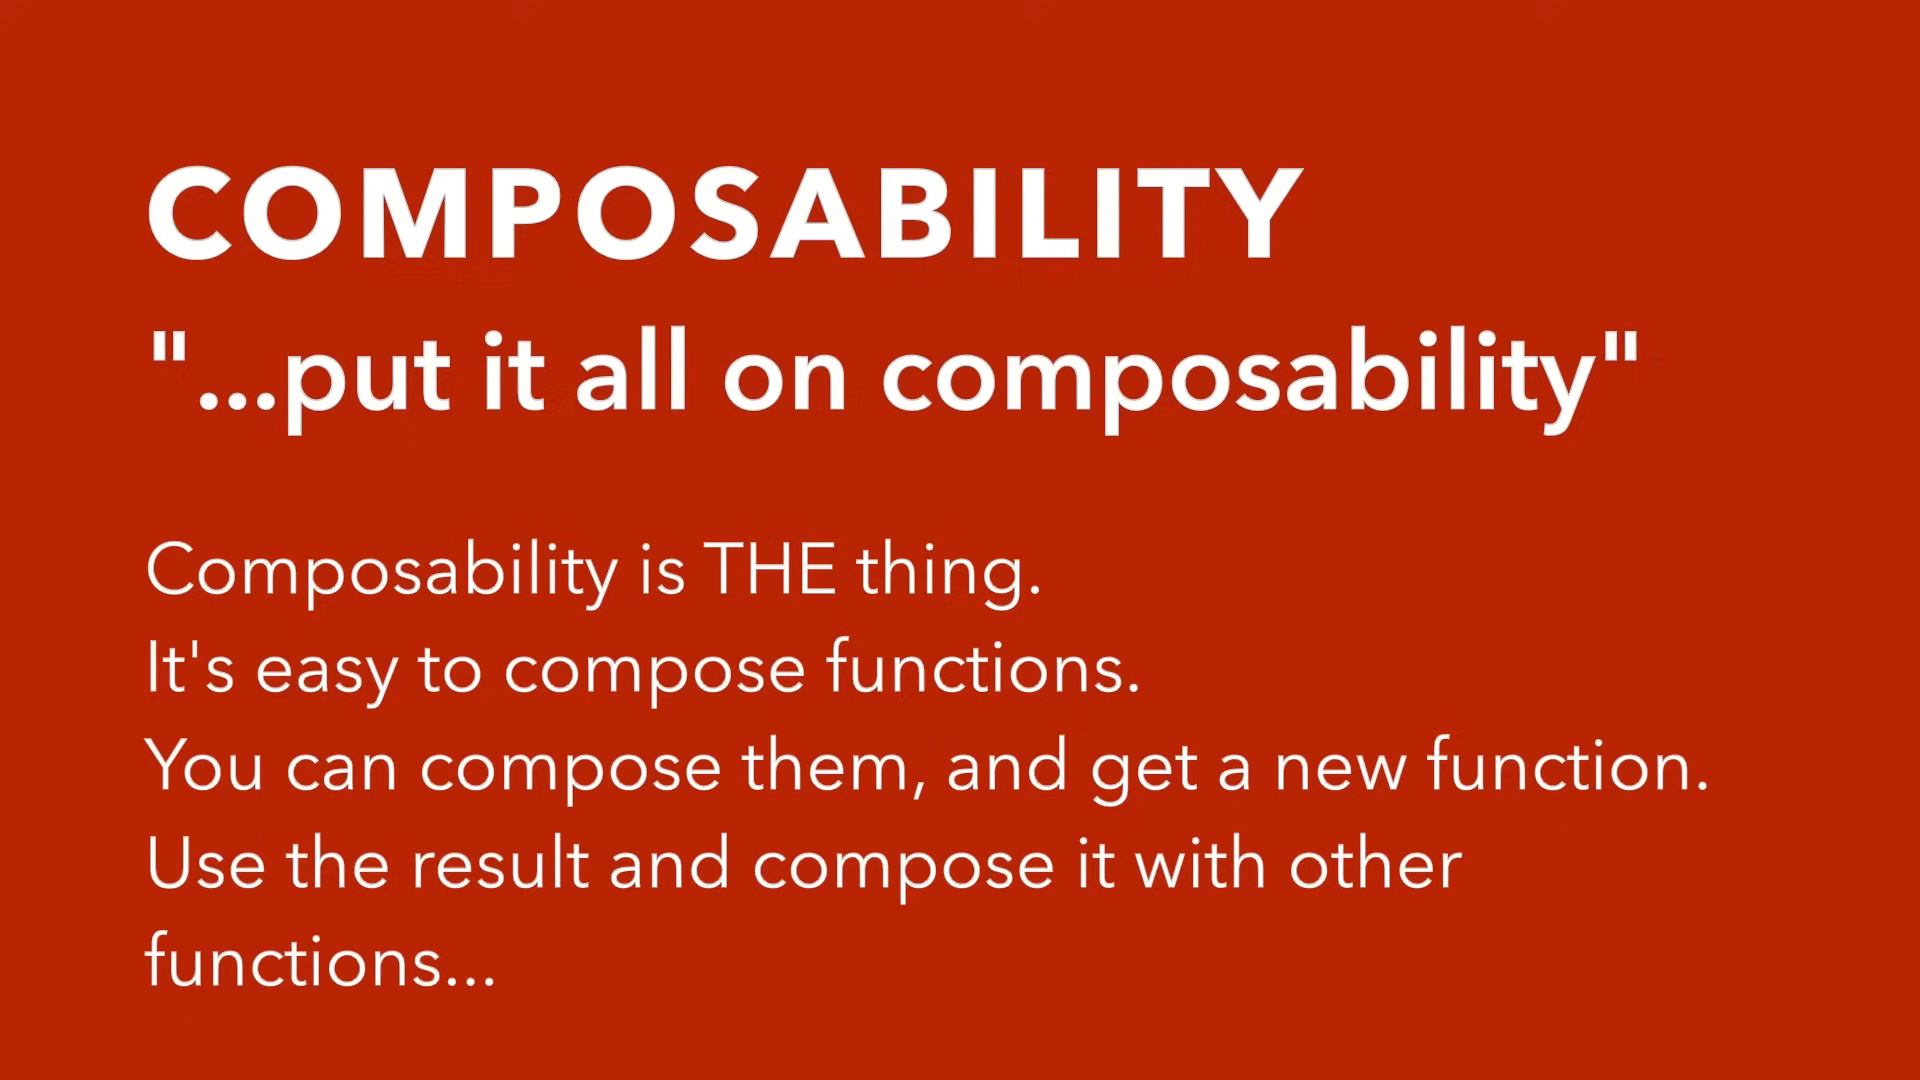 COMPOSABILITY
"...put it all on composability"
Composability is THE thing.
It's easy to compose functions.
You can compose them, and get a new function.
Use the result and compose it with other
functions...